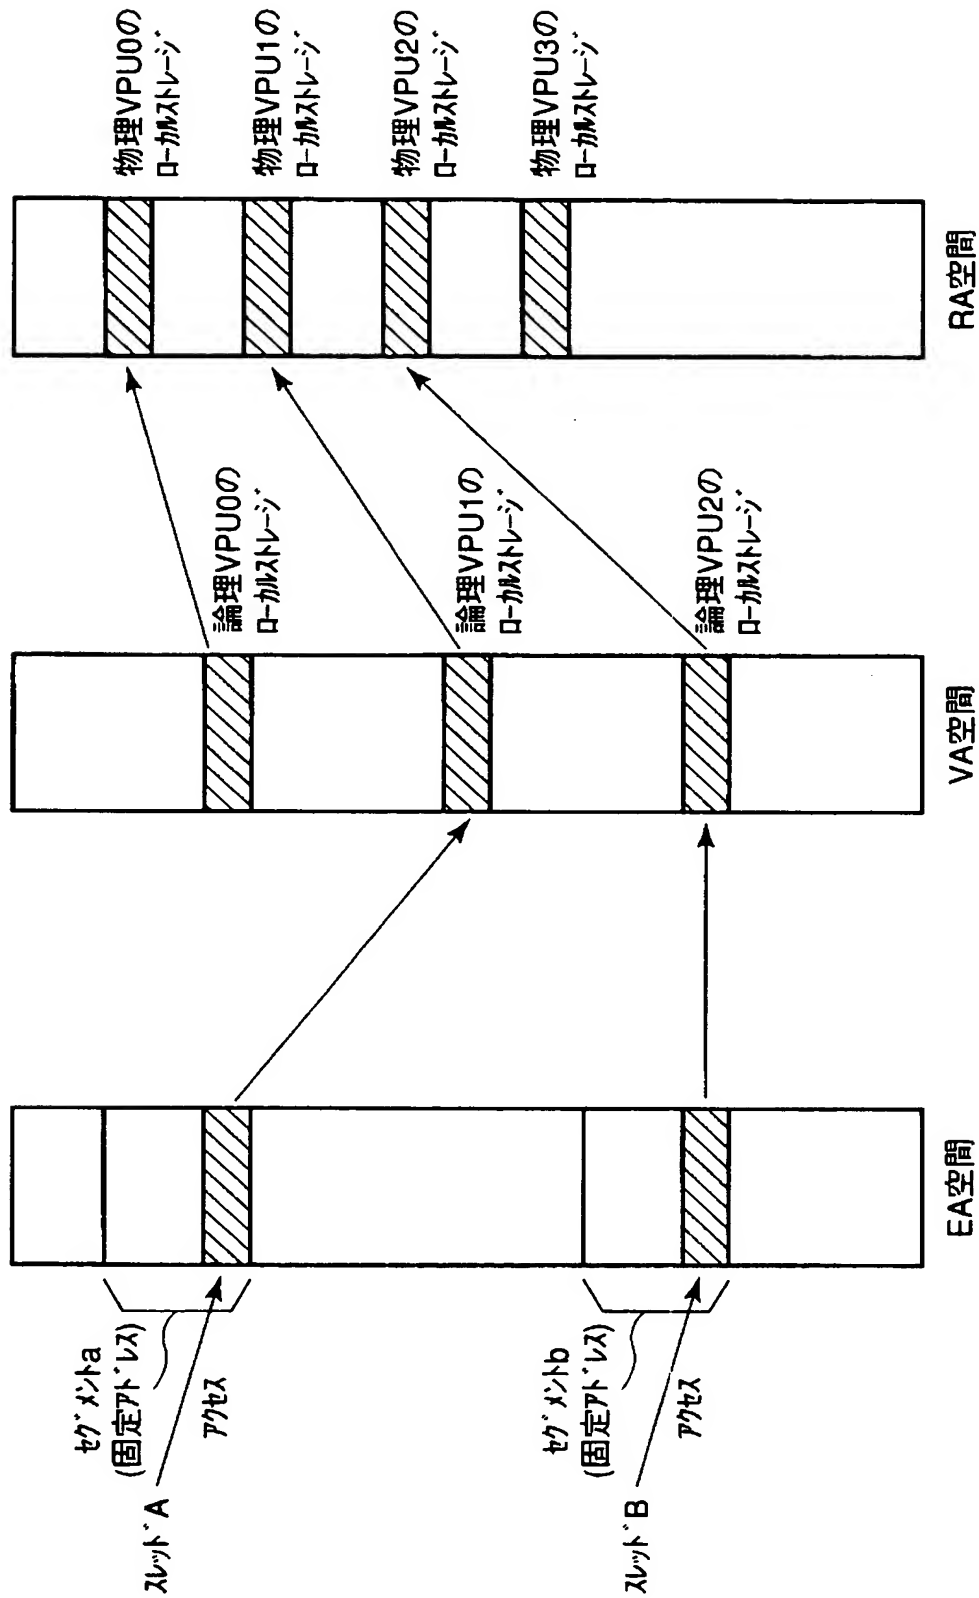 スレッドA
セグメントa
(固定アドレス)
アクセス
スレッドB
セグメントb
(固定アドレス)
アクセス
EA空間
論理VPU0の
ローカルストレージ
論理VPU1の
ローカルストレージ
論理VPU2の
ローカルストレージ
VA空間
物理VPU0の
ローカルストレージ
物理VPU1の
ローカルストレージ
物理VPU2の
ローカルストレージ
物理VPU3の
ローカルストレージ
RA空間